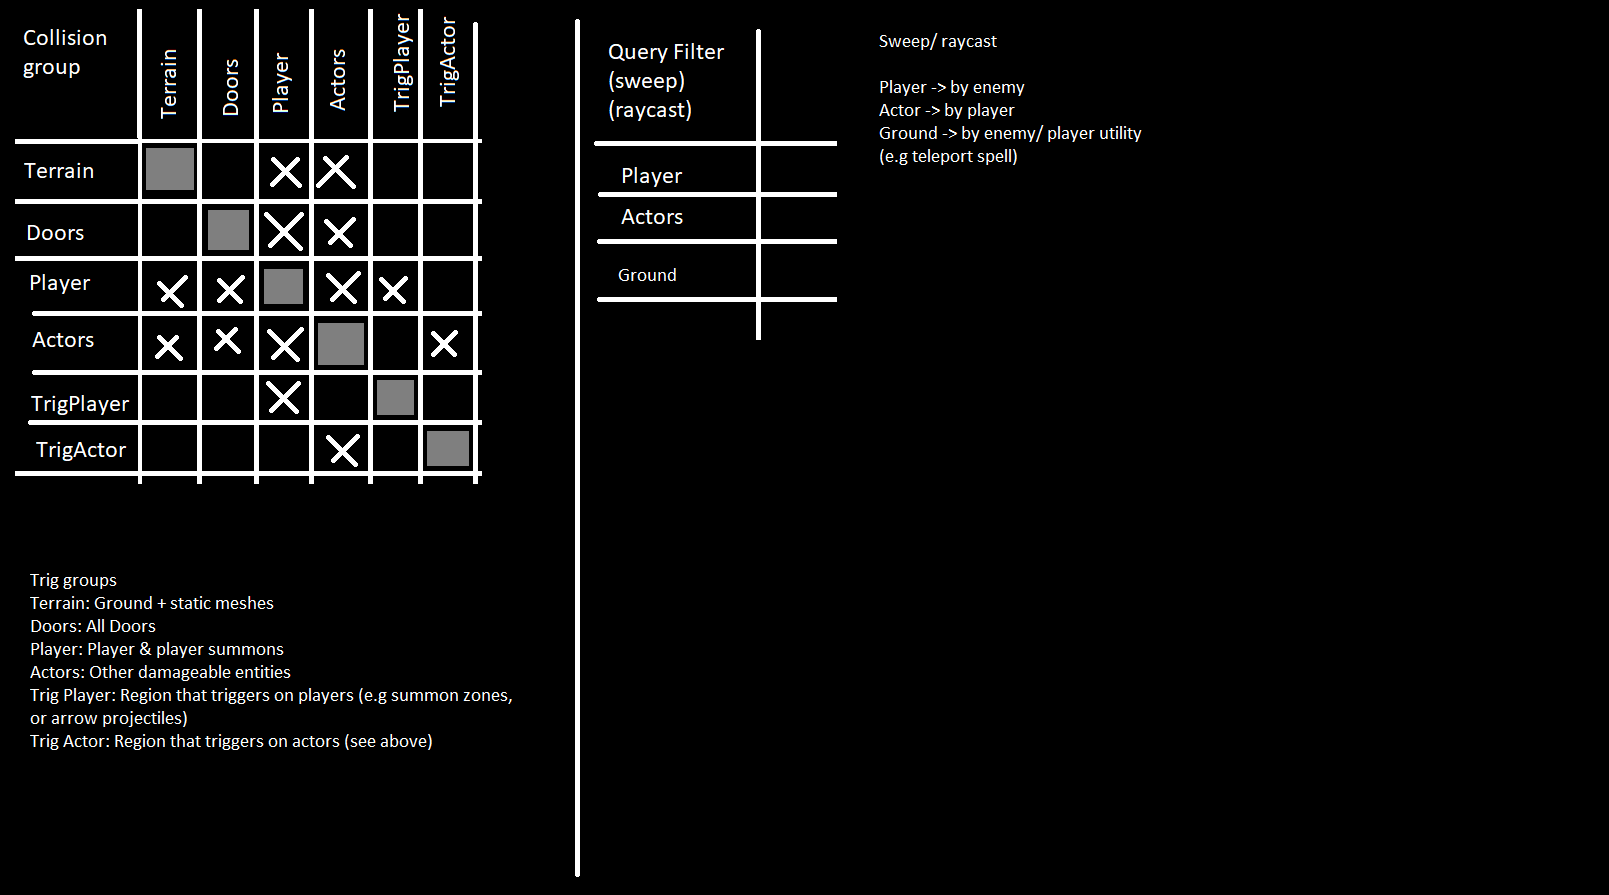 Collision
group
Terrain
Doors
Player
Actors
TrigPlayer
TrigActor
Terrain
Doors
Player
Actors
TrigPlayer
TrigActor
Trig groups
Terrain: Ground + static meshes
Doors: All Doors
Player: Player & player summons
Actors: Other damageable entities
Trig Player: Region that triggers on players (e.g summon zones,
or arrow projectiles)
Trig Actor: Region that triggers on actors (see above)
Query Filter
(sweep)
(raycast)
Player
Actors
Ground
Sweep/ raycast
Player -> by enemy
Actor -> by player
Ground -> by enemy/ player utility
(e.g teleport spell)